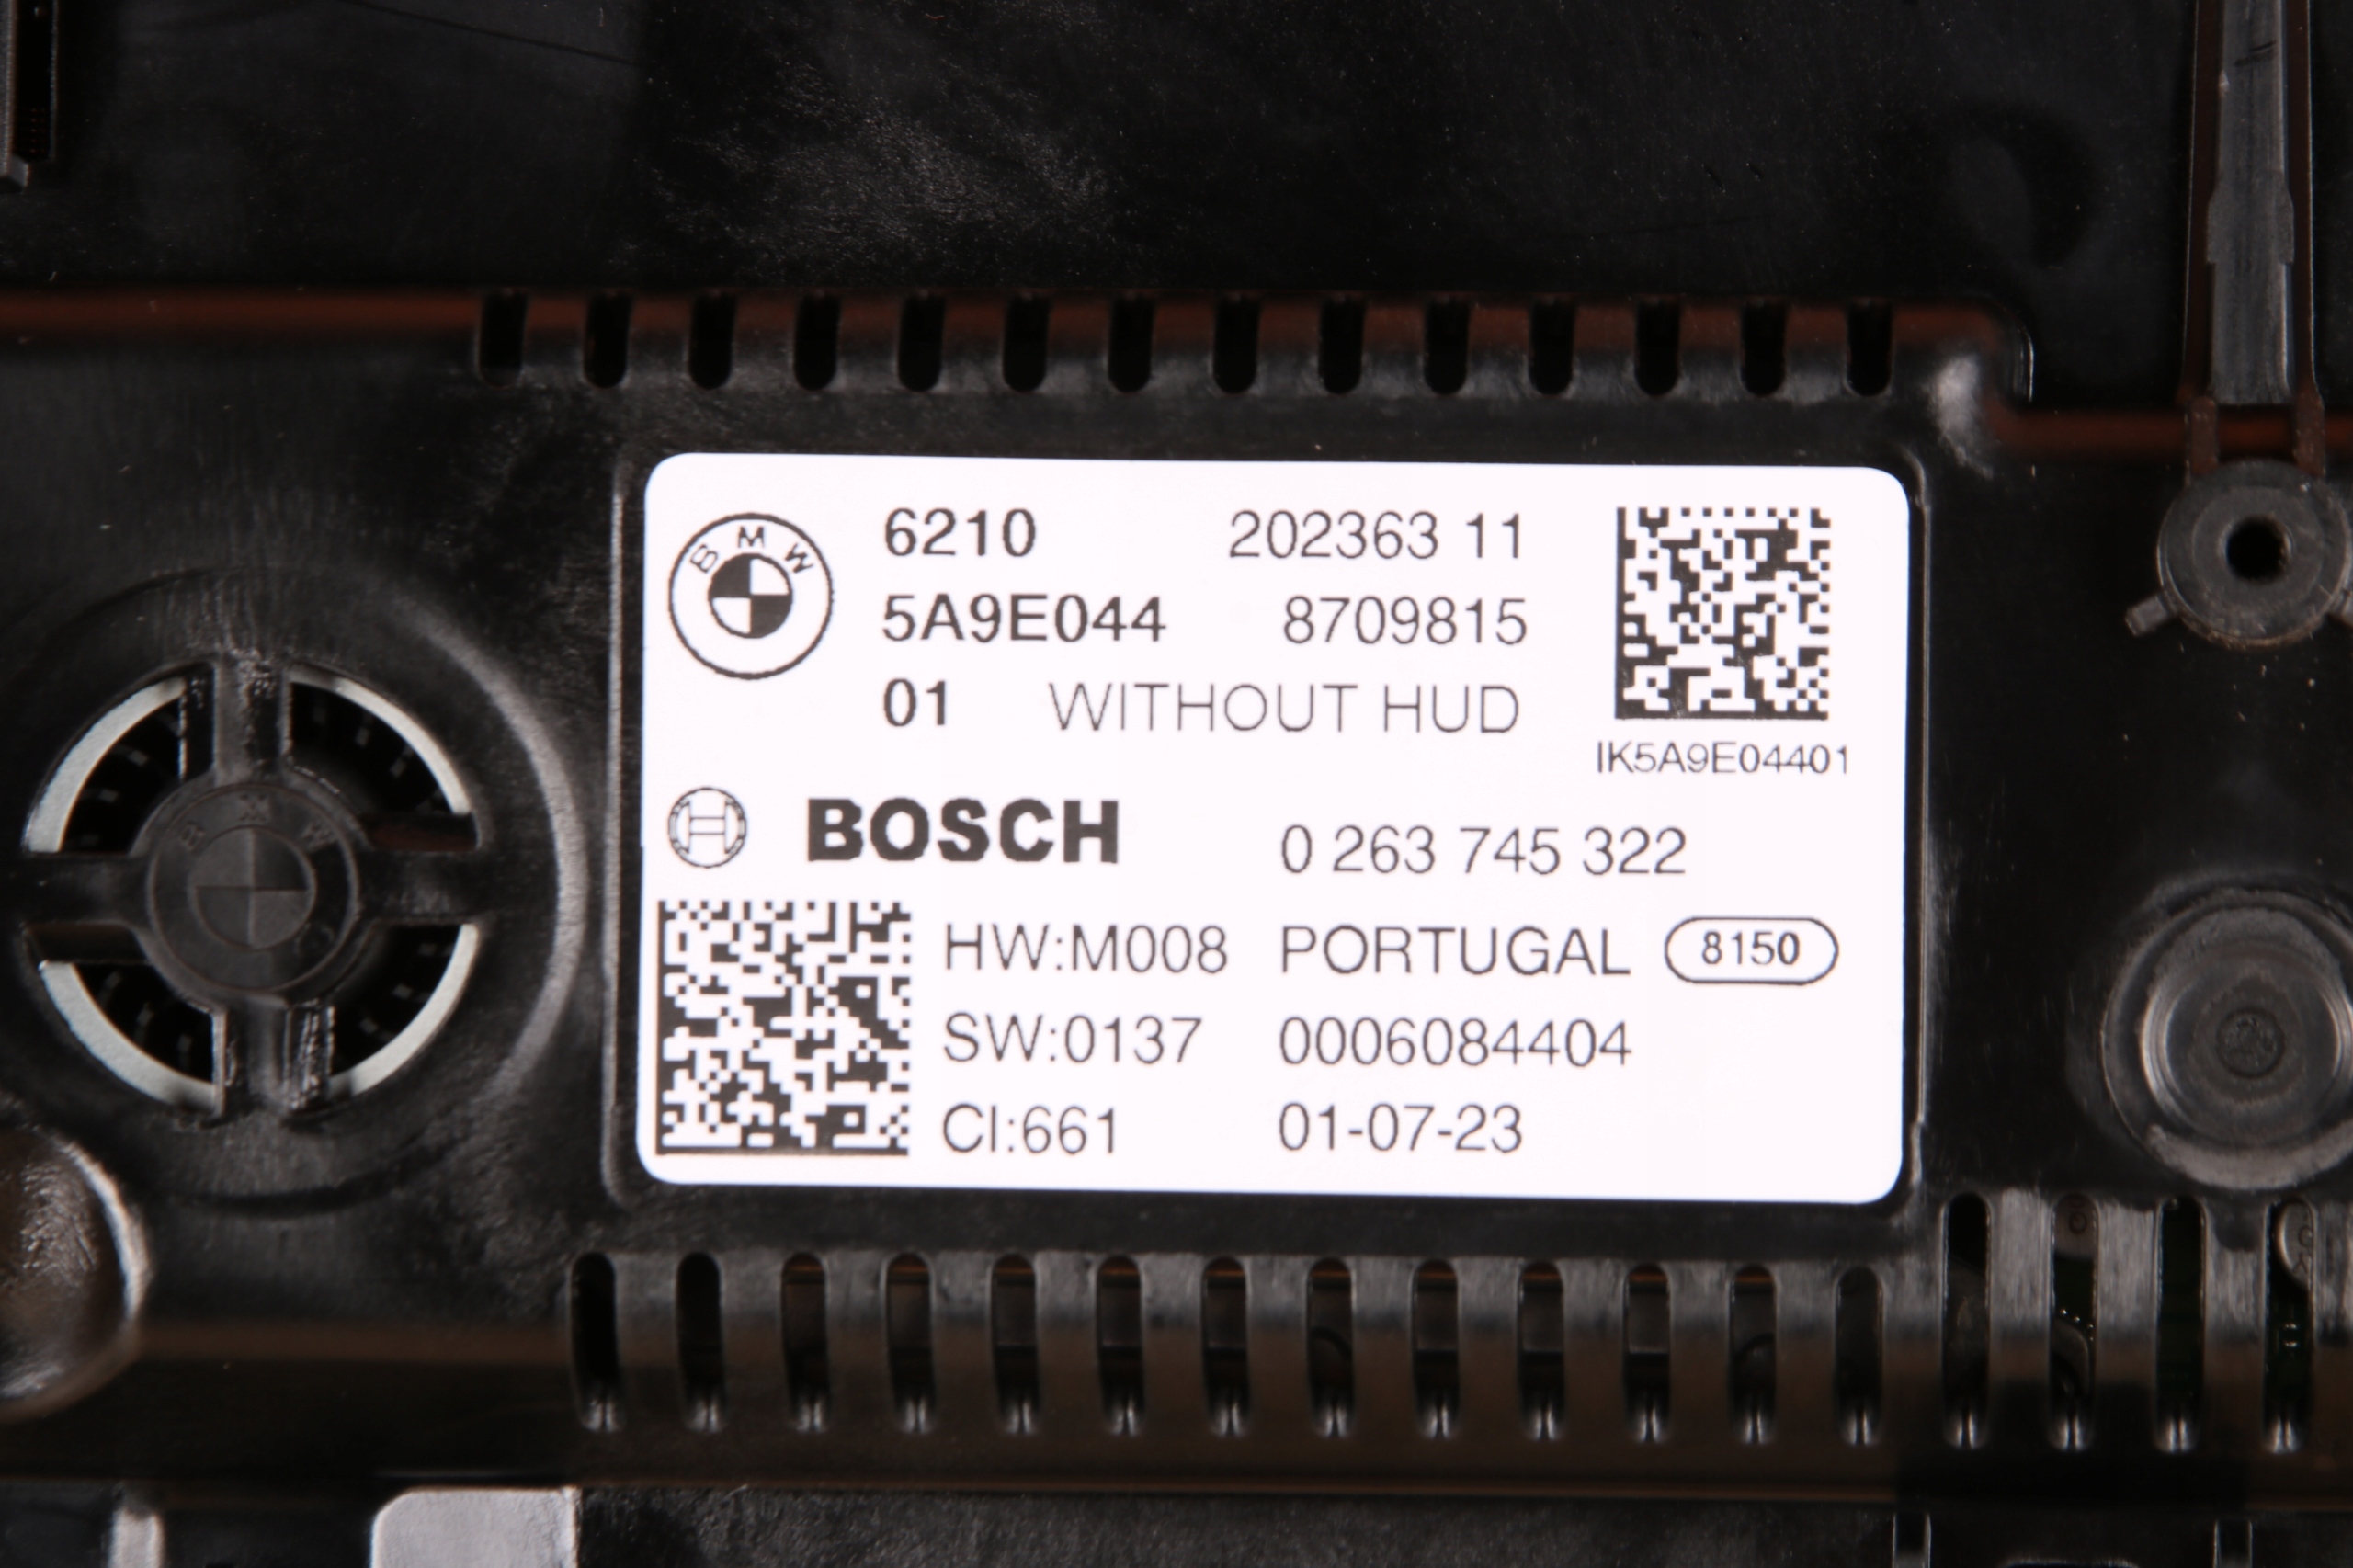 BMW
6210 202363 11
5A9E044 8709815
01 WITHOUT HUD
IK5A9E04401
BOSCH 0 263 745 322
HW:M008 PORTUGAL 8150
SW:0137 0006084404
CI:661 01-07-23
BMW